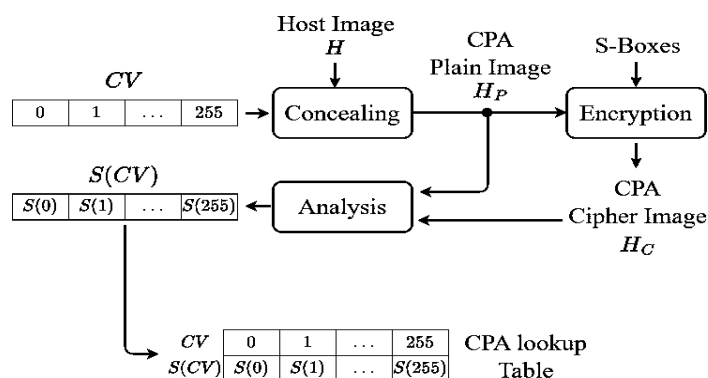 Host Image
H
CPA
Plain Image
H_P
S-Boxes
CV
0 1 ... 255
Concealing
Encryption
S(CV)
S(0) S(1) ... S(255)
Analysis
CPA
Cipher Image
H_C
CV 0 1 ... 255
S(CV) S(0) S(1) ... S(255)
CPA lookup
Table